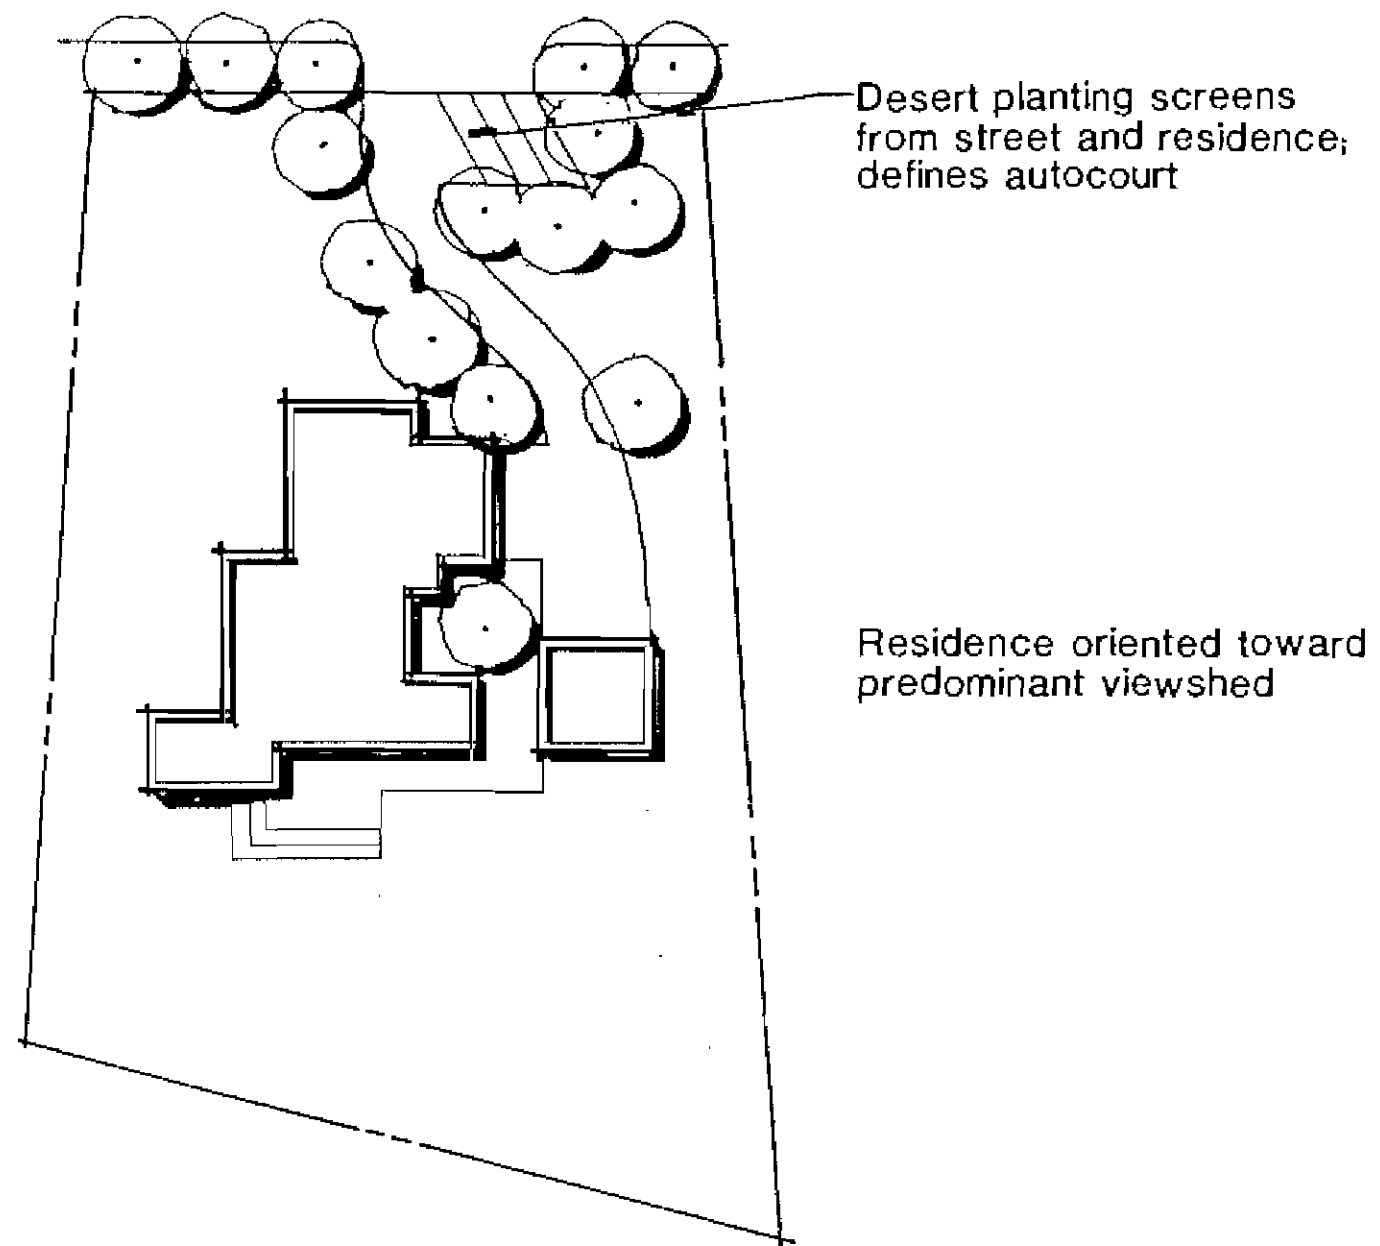 Desert planting screens
from street and residence;
defines autocourt
Residence oriented toward
predominant viewshed